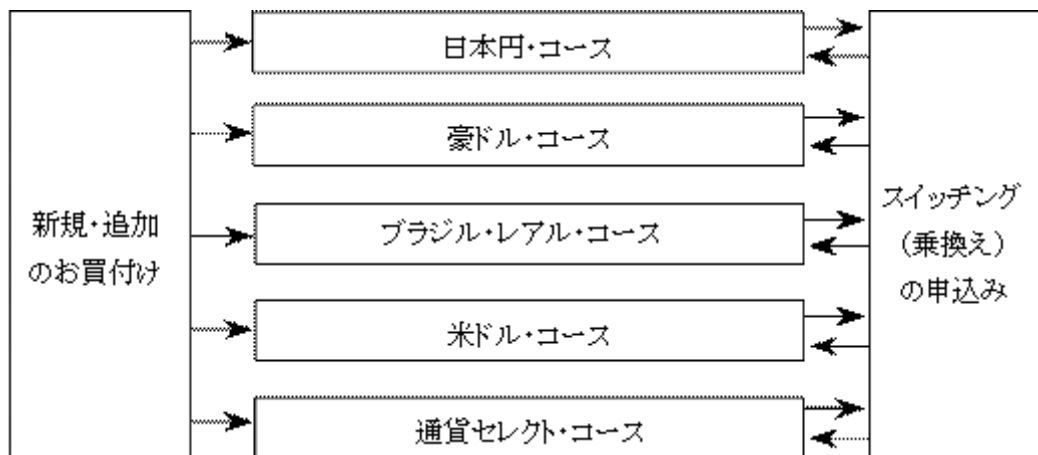 新規・追加
のお買付け
日本円・コース
豪ドル・コース
ブラジル・レアル・コース
米ドル・コース
通貨セレクト・コース
スイッチング
（乗換え）
の申込み